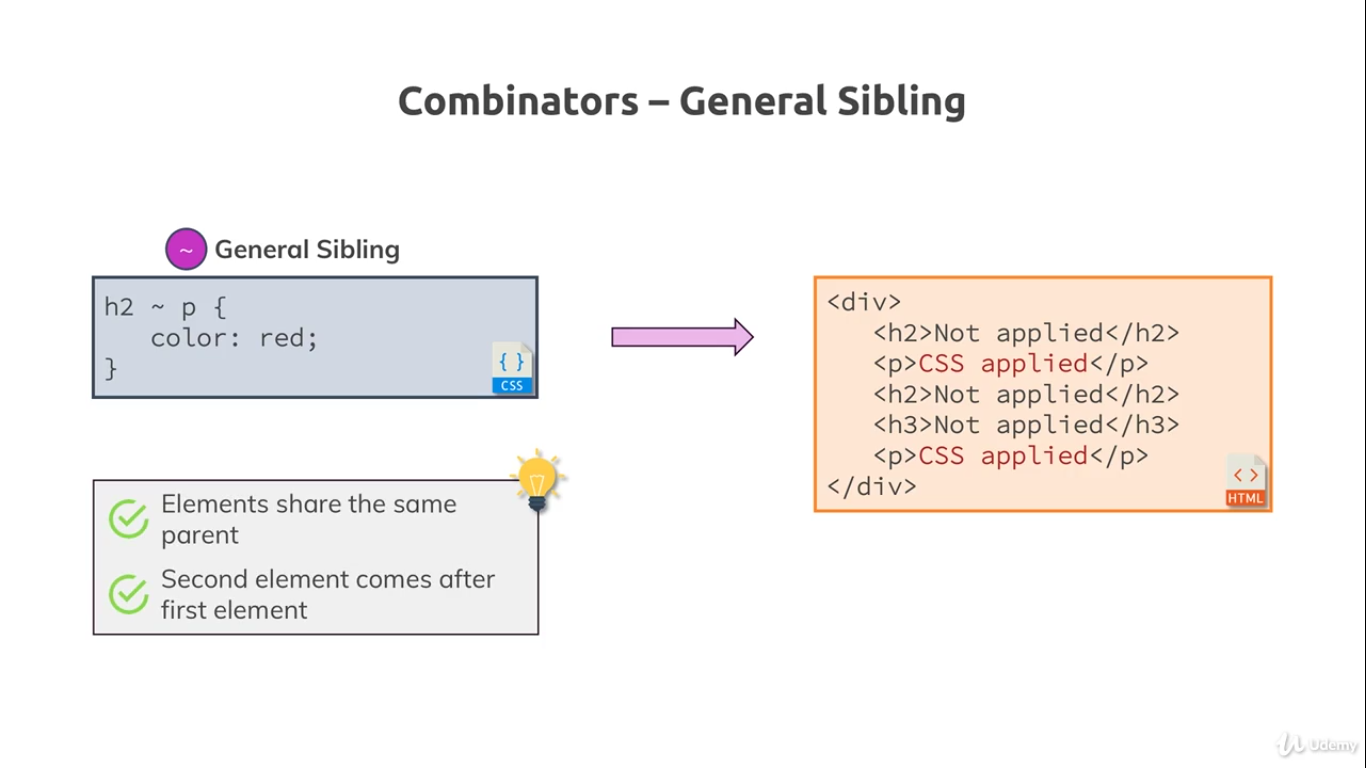 Combinators – General Sibling
~ General Sibling
h2 ~ p {
   color: red;
}
{ }
CSS
Elements share the same
parent
Second element comes after
first element
<div>
   <h2>Not applied</h2>
   <p>CSS applied</p>
   <h2>Not applied</h2>
   <h3>Not applied</h3>
   <p>CSS applied</p>
</div>
<>
HTML
Udemy